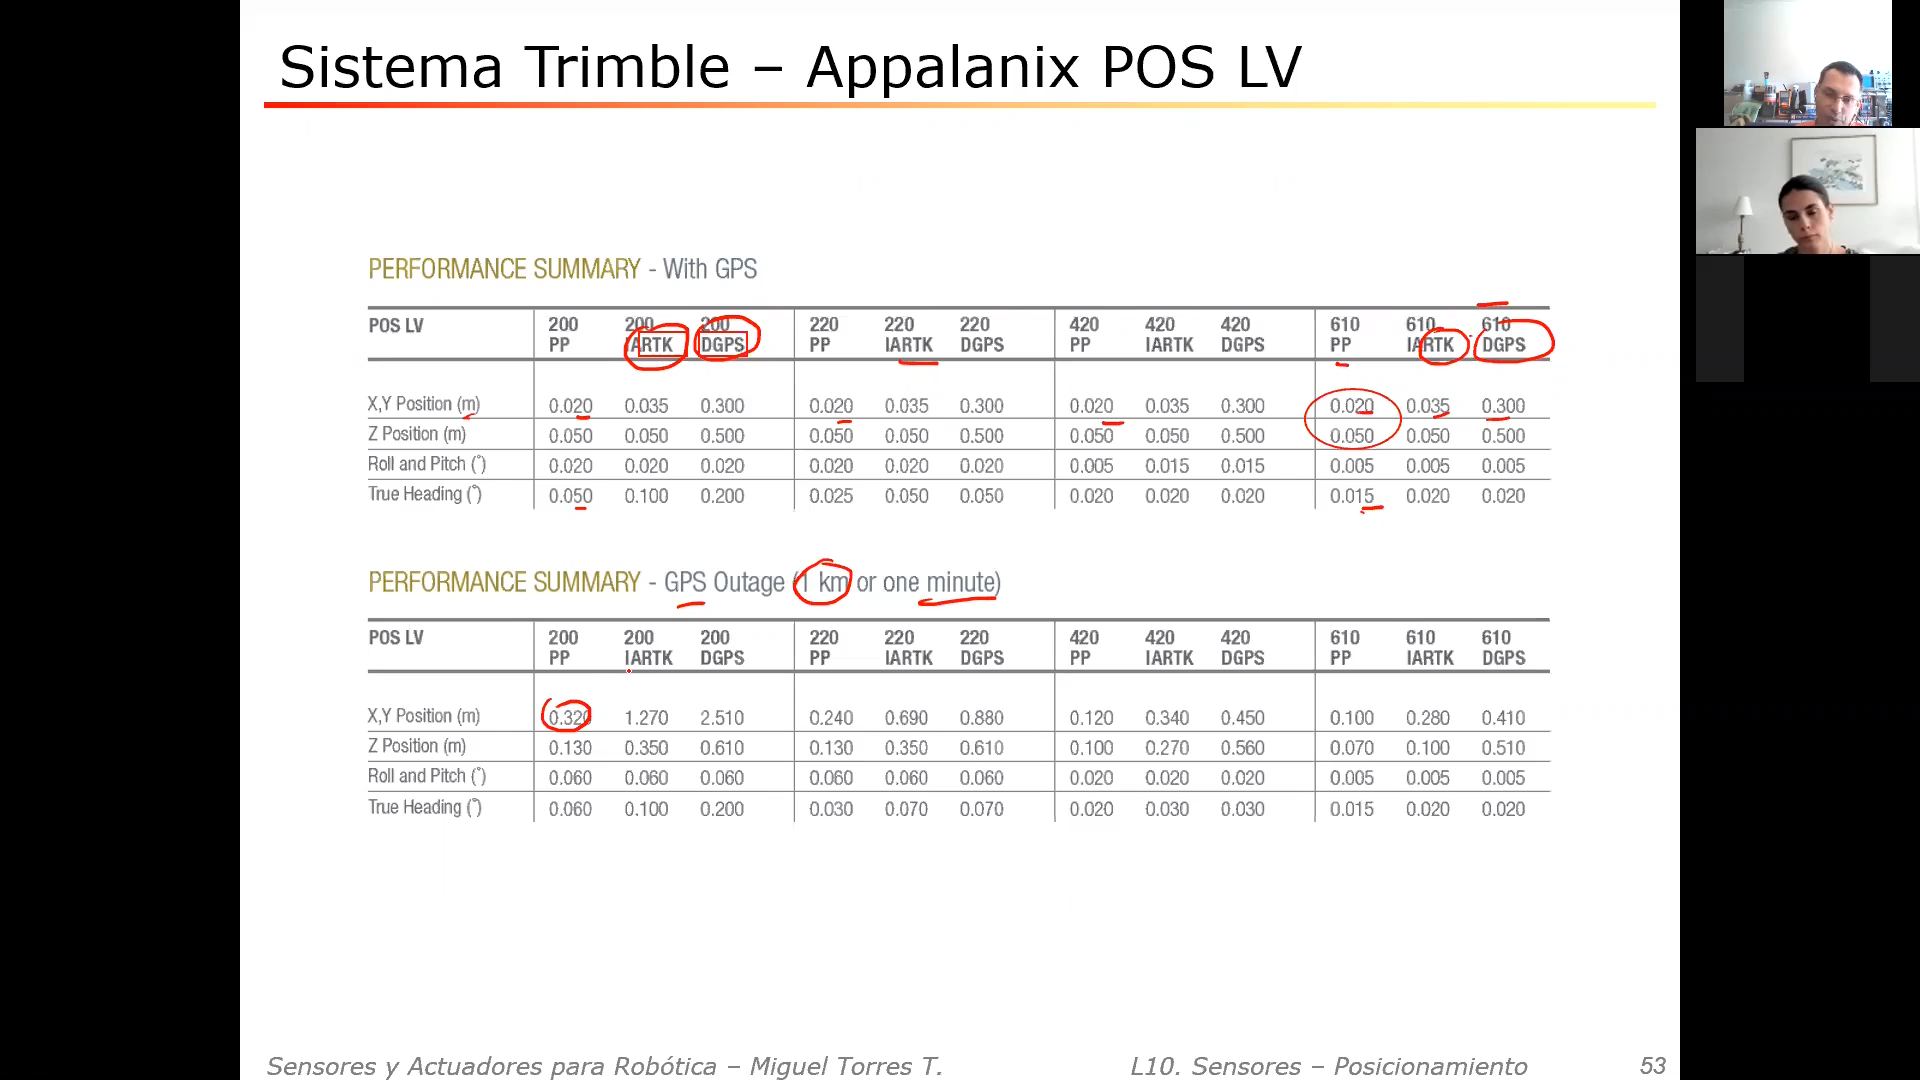 Sistema Trimble – Appalanix POS LV
PERFORMANCE SUMMARY - With GPS
POS LV 200 PP 200 IARTK 200 DGPS 220 PP 220 IARTK 220 DGPS 420 PP 420 IARTK 420 DGPS 610 PP 610 IARTK 610 DGPS
X,Y Position (m) 0.020 0.035 0.300 0.020 0.035 0.300 0.020 0.035 0.300 0.020 0.035 0.300
Z Position (m) 0.050 0.050 0.500 0.050 0.050 0.500 0.050 0.050 0.500 0.050 0.050 0.500
Roll and Pitch (°) 0.020 0.020 0.020 0.020 0.020 0.020 0.005 0.015 0.015 0.005 0.005 0.005
True Heading (°) 0.050 0.100 0.200 0.025 0.050 0.050 0.020 0.020 0.020 0.015 0.020 0.020
PERFORMANCE SUMMARY - GPS Outage (1 km or one minute)
POS LV 200 PP 200 IARTK 200 DGPS 220 PP 220 IARTK 220 DGPS 420 PP 420 IARTK 420 DGPS 610 PP 610 IARTK 610 DGPS
X,Y Position (m) 0.320 1.270 2.510 0.240 0.690 0.880 0.120 0.340 0.450 0.100 0.280 0.410
Z Position (m) 0.130 0.350 0.610 0.130 0.350 0.610 0.100 0.270 0.560 0.070 0.100 0.510
Roll and Pitch (°) 0.060 0.060 0.060 0.060 0.060 0.060 0.020 0.020 0.020 0.005 0.005 0.005
True Heading (°) 0.060 0.100 0.200 0.030 0.070 0.070 0.020 0.030 0.030 0.015 0.020 0.020
Sensores y Actuadores para Robótica – Miguel Torres T. L10. Sensores – Posicionamiento 53